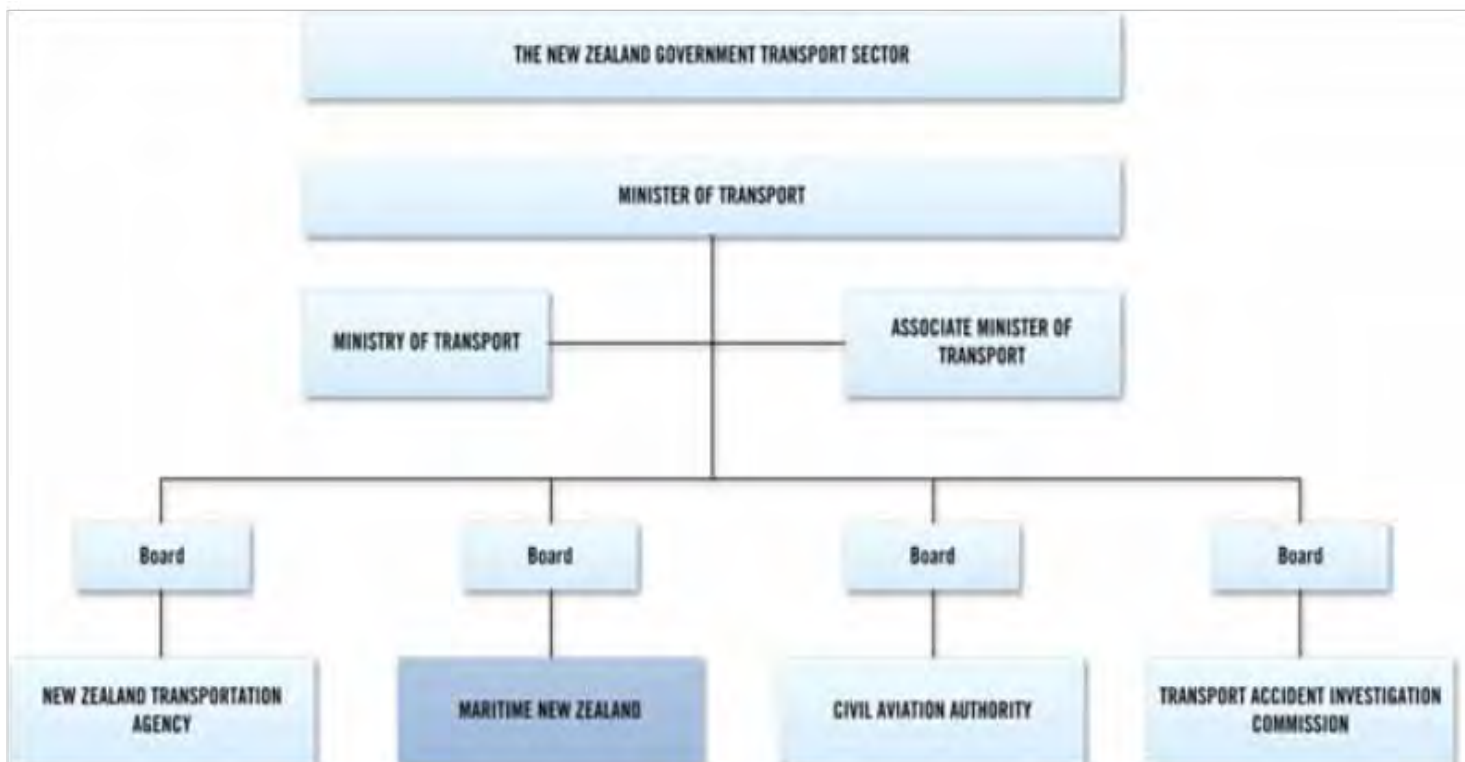 THE NEW ZEALAND GOVERNMENT TRANSPORT SECTOR
MINISTER OF TRANSPORT
MINISTRY OF TRANSPORT
ASSOCIATE MINISTER OF
TRANSPORT
Board
Board
Board
Board
NEW ZEALAND TRANSPORTATION
AGENCY
MARITIME NEW ZEALAND
CIVIL AVIATION AUTHORITY
TRANSPORT ACCIDENT INVESTIGATION
COMMISSION